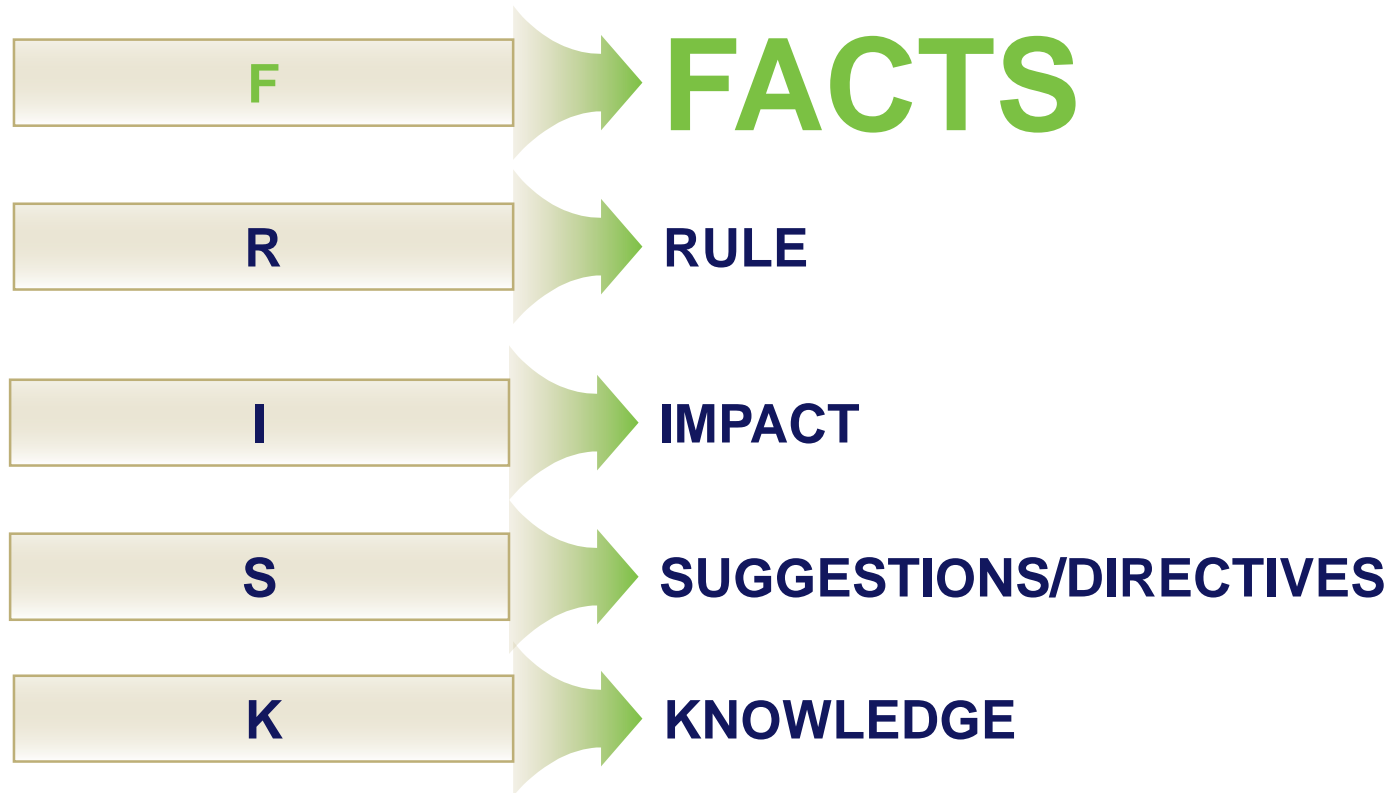 F FACTS
R RULE
I IMPACT
S SUGGESTIONS/DIRECTIVES
K KNOWLEDGE